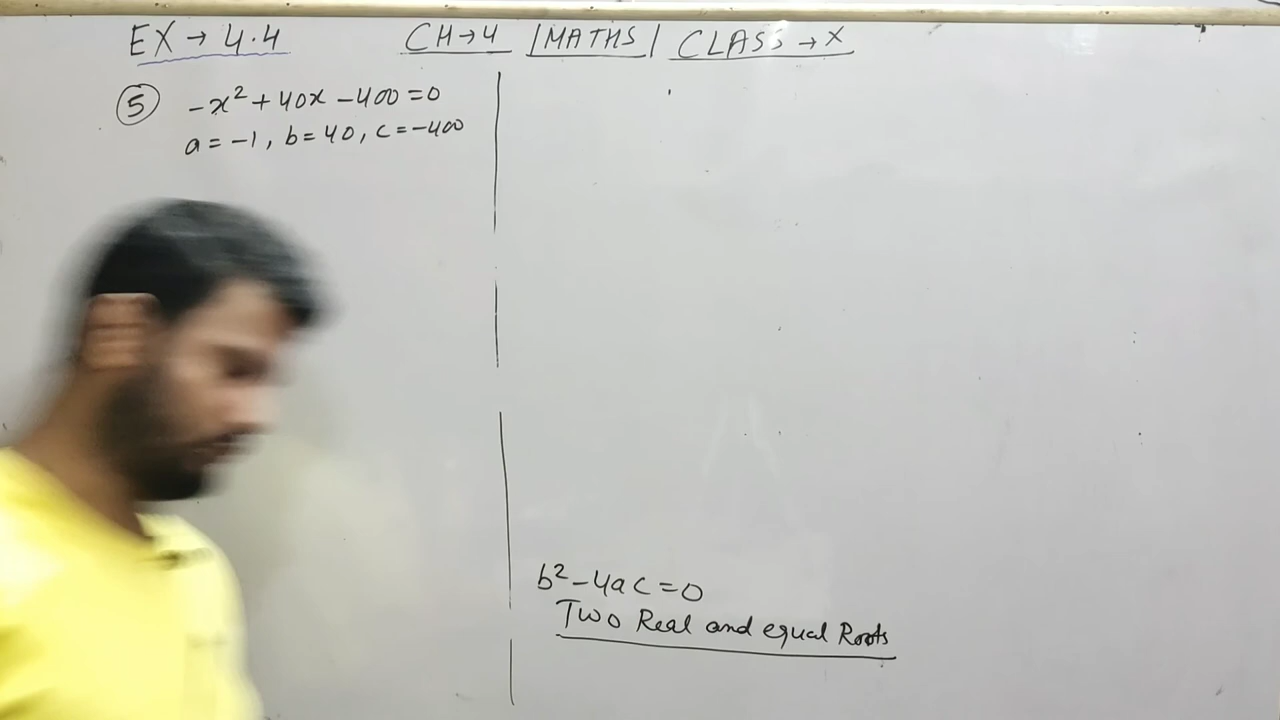 EX → 4.4 CH→4 |MATHS| CLASS → X
5 -x² + 40x - 400 = 0
a = -1, b = 40, c = -400
b² - 4ac = 0
Two Real and equal Roots